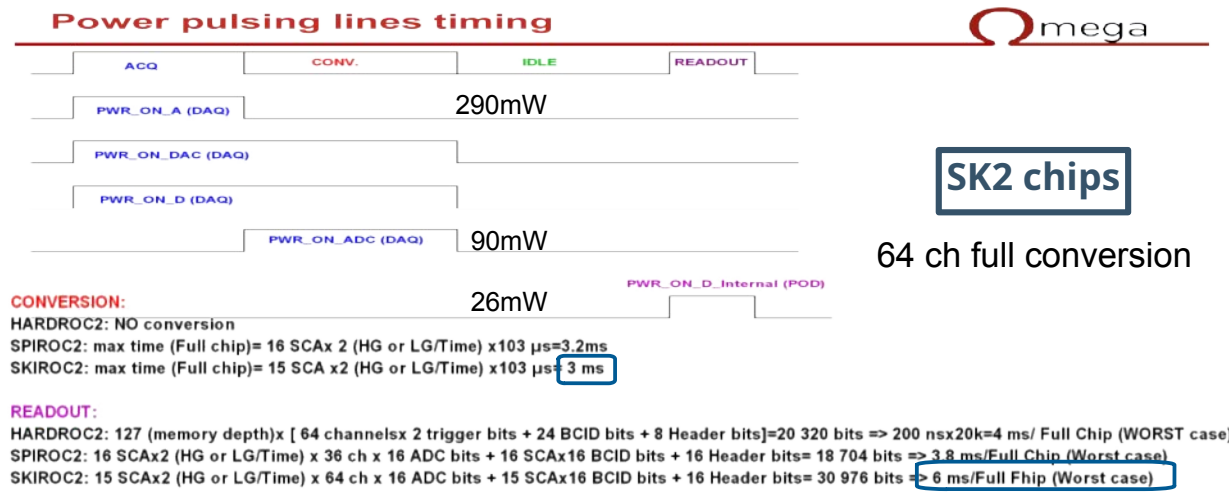 Power pulsing lines timing
Ωmega
ACQ CONV. IDLE READOUT
PWR_ON_A (DAQ) 290mW
PWR_ON_DAC (DAQ)
SK2 chips
PWR_ON_D (DAQ)
PWR_ON_ADC (DAQ) 90mW
64 ch full conversion
PWR_ON_D_Internal (POD)
CONVERSION: 26mW
HARDROC2: NO conversion
SPIROC2: max time (Full chip)= 16 SCAx 2 (HG or LG/Time) x103 µs=3.2ms
SKIROC2: max time (Full chip)= 15 SCA x2 (HG or LG/Time) x103 µs= 3 ms
READOUT:
HARDROC2: 127 (memory depth)x [ 64 channelsx 2 trigger bits + 24 BCID bits + 8 Header bits]=20 320 bits => 200 nsx20k=4 ms/ Full Chip (WORST case)
SPIROC2: 16 SCAx2 (HG or LG/Time) x 36 ch x 16 ADC bits + 16 SCAx16 BCID bits + 16 Header bits= 18 704 bits => 3.8 ms/Full Chip (Worst case)
SKIROC2: 15 SCAx2 (HG or LG/Time) x 64 ch x 16 ADC bits + 15 SCAx16 BCID bits + 16 Header bits= 30 976 bits => 6 ms/Full Fhip (Worst case)